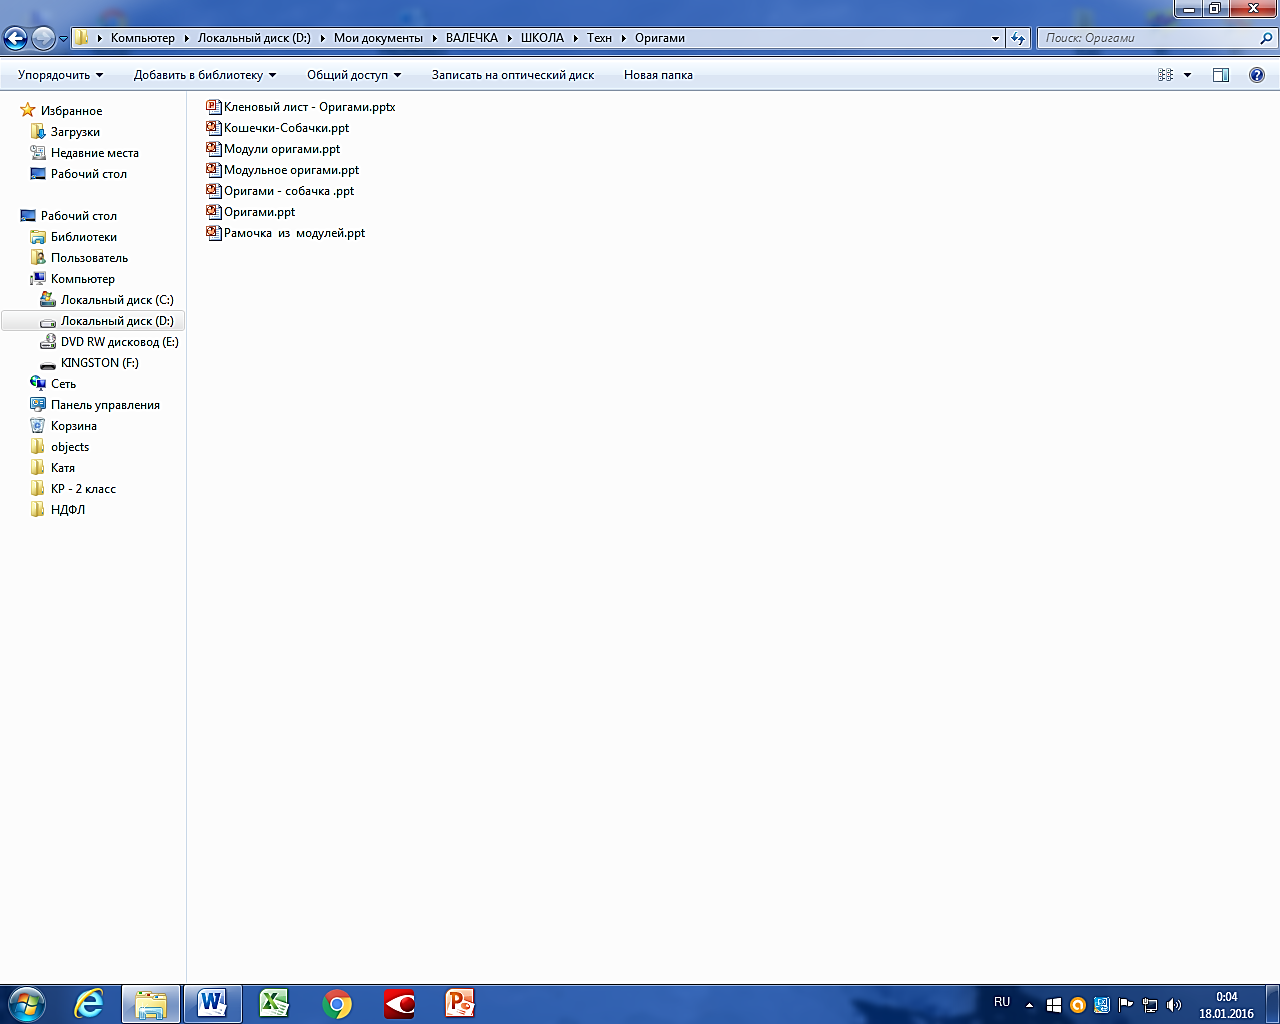 Компьютер Локальный диск (D:) Мои документы ВАЛЕЧКА ШКОЛА Техн Оригами Поиск: Оригами
Упорядочить Добавить в библиотеку Общий доступ Записать на оптический диск Новая папка
Избранное
Загрузки
Недавние места
Рабочий стол
Рабочий стол
Библиотеки
Пользователь
Компьютер
Локальный диск (C:)
Локальный диск (D:)
DVD RW дисковод (E:)
KINGSTON (F:)
Сеть
Панель управления
Корзина
objects
Катя
КР - 2 класс
НДФЛ
Кленовый лист - Оригами.pptx
Кошечки-Собачки.ppt
Модули оригами.ppt
Модульное оригами.ppt
Оригами - собачка .ppt
Оригами.ppt
Рамочка  из  модулей.ppt
RU
0:04
18.01.2016